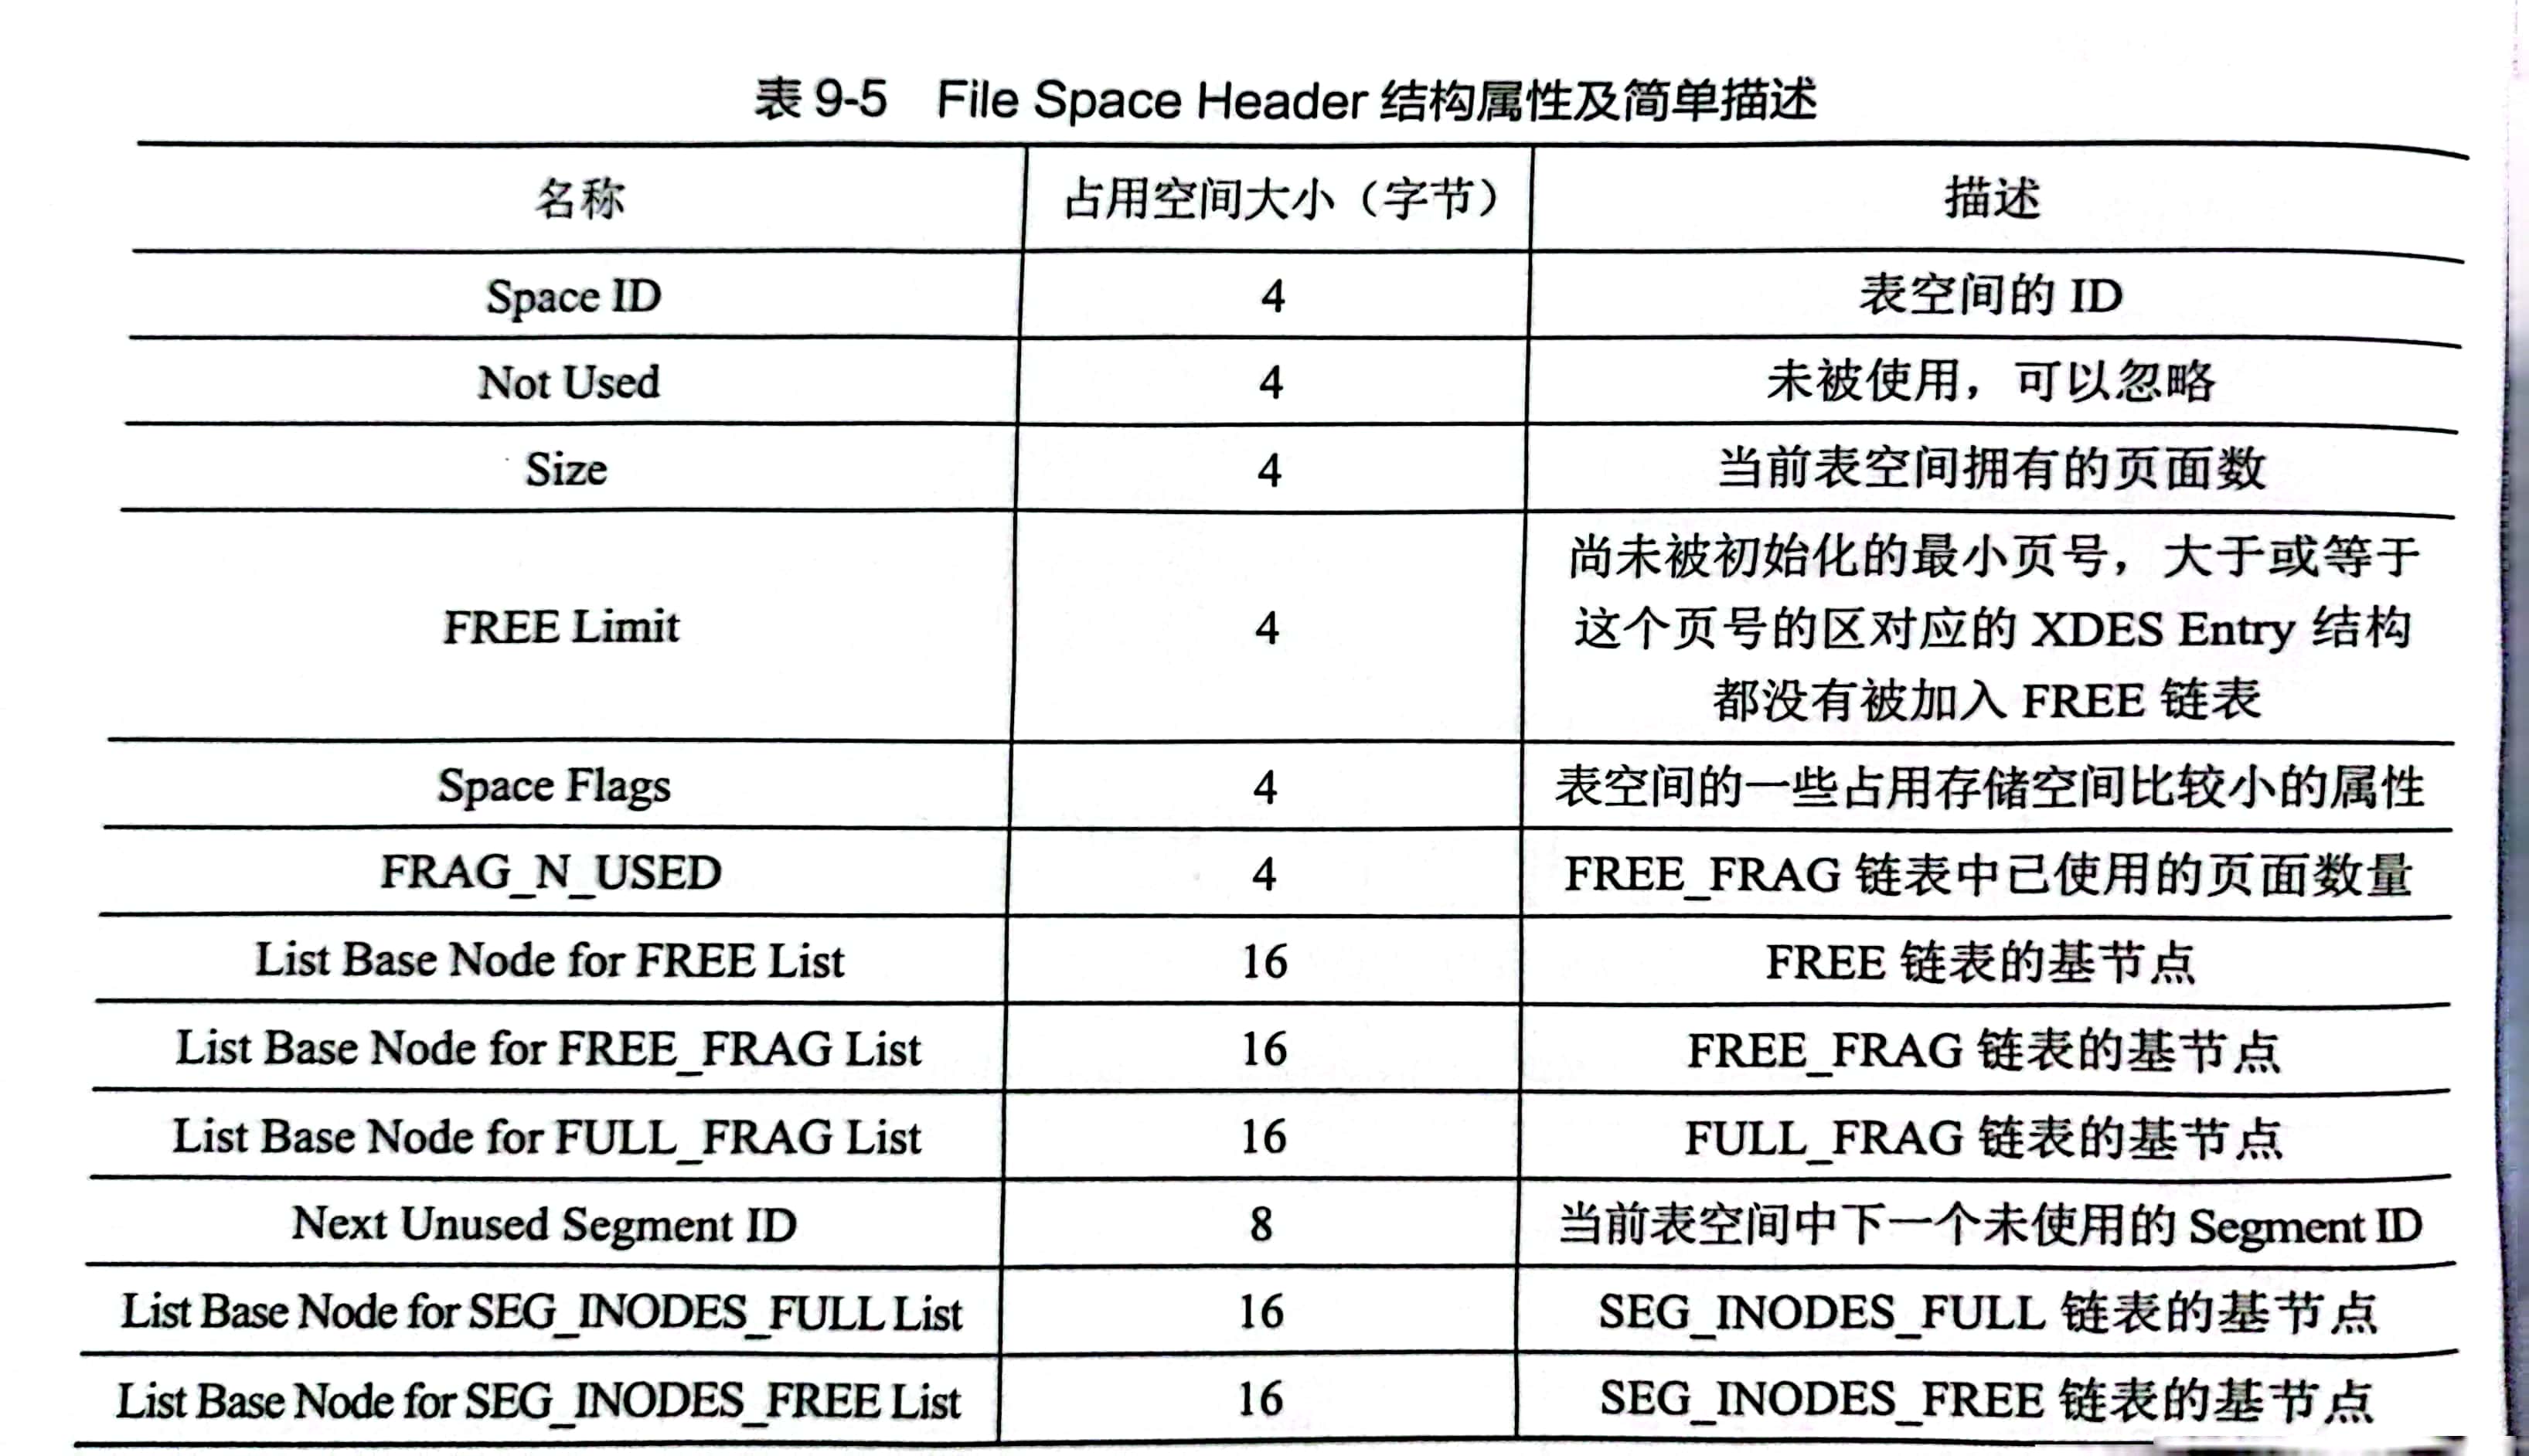 表 9-5 File Space Header 结构属性及简单描述
名称 占用空间大小（字节） 描述
Space ID 4 表空间的 ID
Not Used 4 未被使用，可以忽略
Size 4 当前表空间拥有的页面数
尚未被初始化的最小页号，大于或等于
FREE Limit 4 这个页号的区对应的 XDES Entry 结构
都没有被加入 FREE 链表
Space Flags 4 表空间的一些占用存储空间比较小的属性
FRAG_N_USED 4 FREE_FRAG 链表中已使用的页面数量
List Base Node for FREE List 16 FREE 链表的基节点
List Base Node for FREE_FRAG List 16 FREE_FRAG 链表的基节点
List Base Node for FULL_FRAG List 16 FULL_FRAG 链表的基节点
Next Unused Segment ID 8 当前表空间中下一个未使用的 Segment ID
List Base Node for SEG_INODES_FULL List 16 SEG_INODES_FULL 链表的基节点
List Base Node for SEG_INODES_FREE List 16 SEG_INODES_FREE 链表的基节点